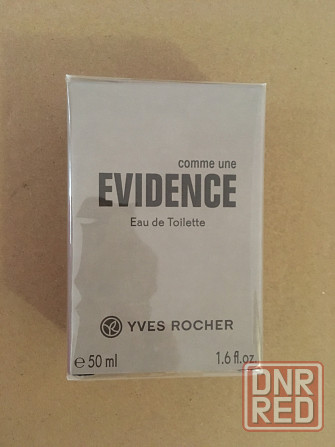 comme une
EVIDENCE
Eau de Toilette
YVES ROCHER
e 50 ml 1.6 fl.oz.
DNR
RED